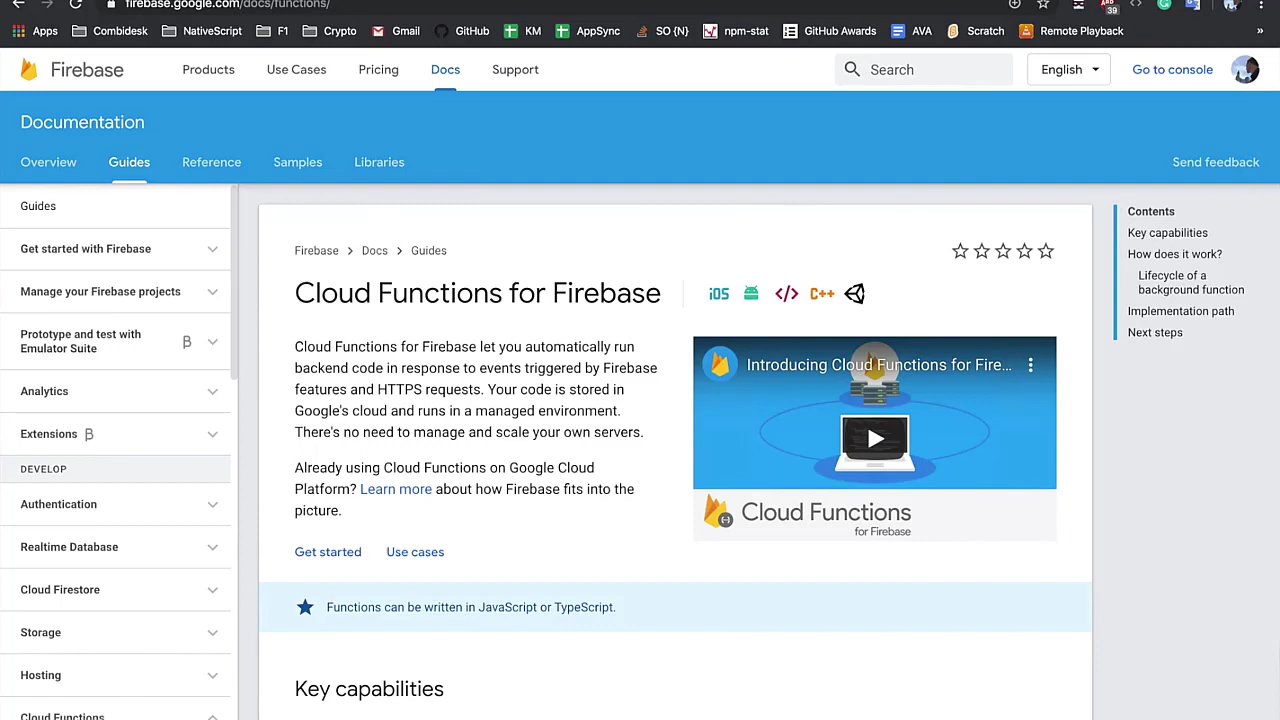 firebase.google.com/docs/functions/
39
Apps Combidesk NativeScript F1 Crypto Gmail GitHub KM AppSync SO {N} npm-stat GitHub Awards AVA Scratch Remote Playback »
Firebase Products Use Cases Pricing Docs Support Search English Go to console
Documentation
Overview Guides Reference Samples Libraries Send feedback
Guides
Get started with Firebase
Manage your Firebase projects
Prototype and test with
Emulator Suite β
Analytics
Extensions β
DEVELOP
Authentication
Realtime Database
Cloud Firestore
Storage
Hosting
Cloud Functions
Firebase > Docs > Guides
Cloud Functions for Firebase
iOS </> C++
Cloud Functions for Firebase let you automatically run
backend code in response to events triggered by Firebase
features and HTTPS requests. Your code is stored in
Google's cloud and runs in a managed environment.
There's no need to manage and scale your own servers.
Already using Cloud Functions on Google Cloud
Platform? Learn more about how Firebase fits into the
picture.
Get started Use cases
Introducing Cloud Functions for Fire...
Cloud Functions
for Firebase
Functions can be written in JavaScript or TypeScript.
Key capabilities
Contents
Key capabilities
How does it work?
Lifecycle of a
background function
Implementation path
Next steps